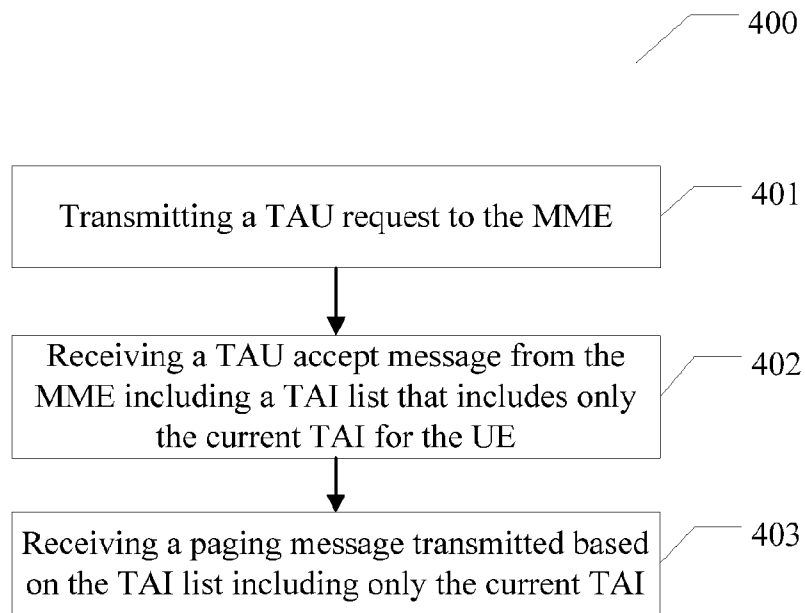 400
Transmitting a TAU request to the MME
401
Receiving a TAU accept message from the
MME including a TAI list that includes only
the current TAI for the UE
402
Receiving a paging message transmitted based
on the TAI list including only the current TAI
403